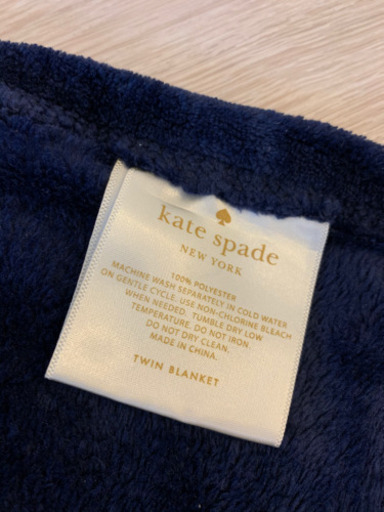 kate spade
NEW YORK
100% POLYESTER
MACHINE WASH SEPARATELY IN COLD WATER
ON GENTLE CYCLE. USE NON-CHLORINE BLEACH
WHEN NEEDED. TUMBLE DRY LOW
TEMPERATURE. DO NOT IRON.
DO NOT DRY CLEAN.
MADE IN CHINA.
TWIN BLANKET